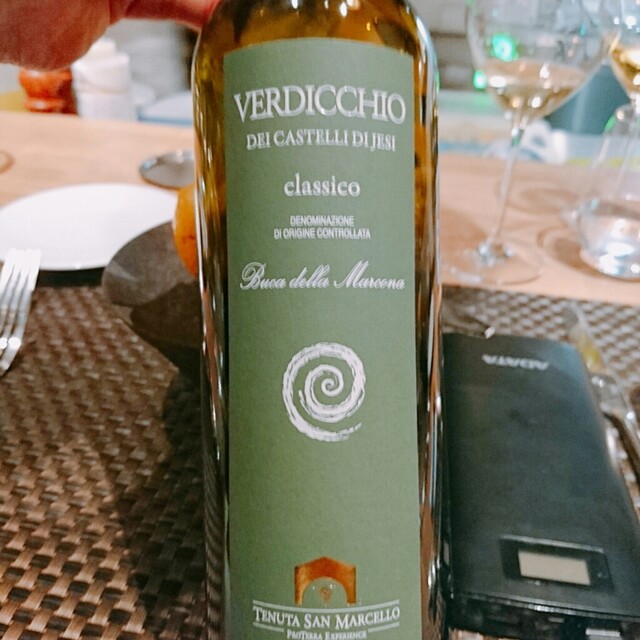 VERDICCHIO
DEI CASTELLI DI JESI
classico
DENOMINAZIONE
DI ORIGINE CONTROLLATA
Buca della Marcona
TENUTA SAN MARCELLO
PROTERRA EXPERIENCE